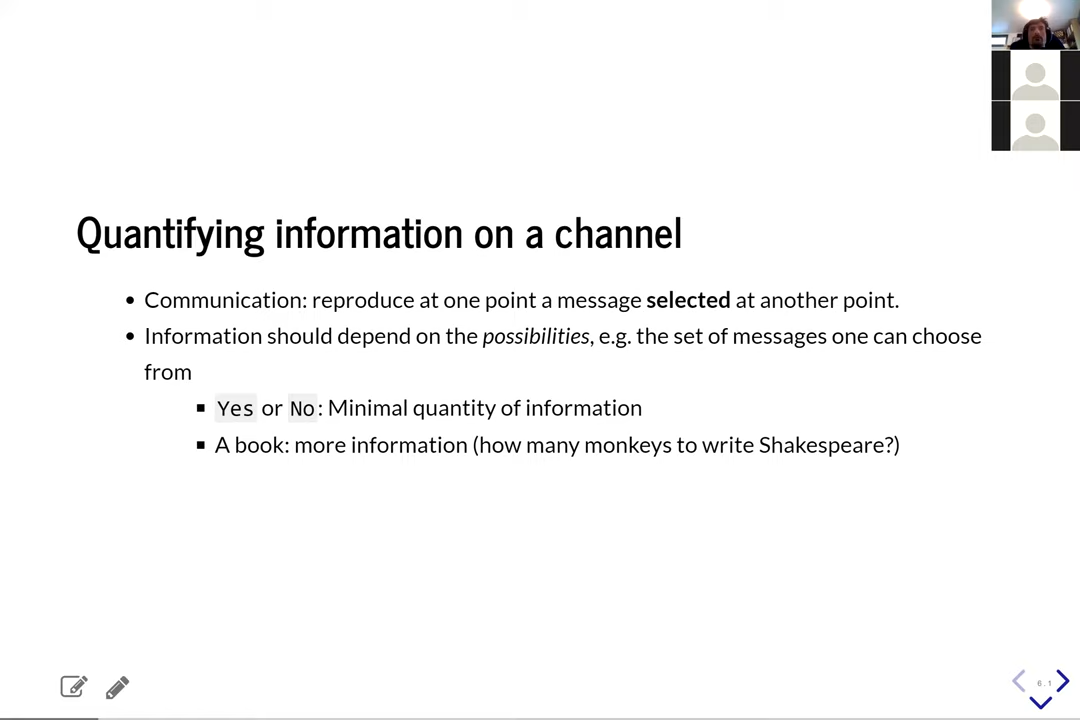 Quantifying information on a channel
• Communication: reproduce at one point a message selected at another point.
• Information should depend on the possibilities, e.g. the set of messages one can choose
from
▪ Yes or No: Minimal quantity of information
▪ A book: more information (how many monkeys to write Shakespeare?)
6.1